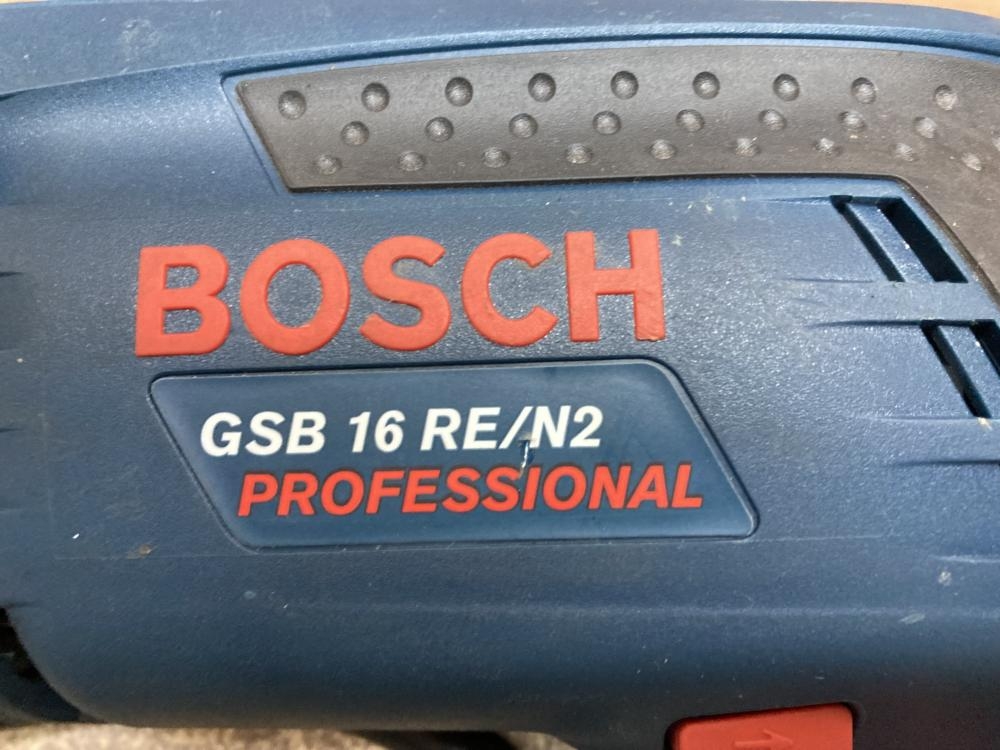 BOSCH
GSB 16 RE/N2
PROFESSIONAL